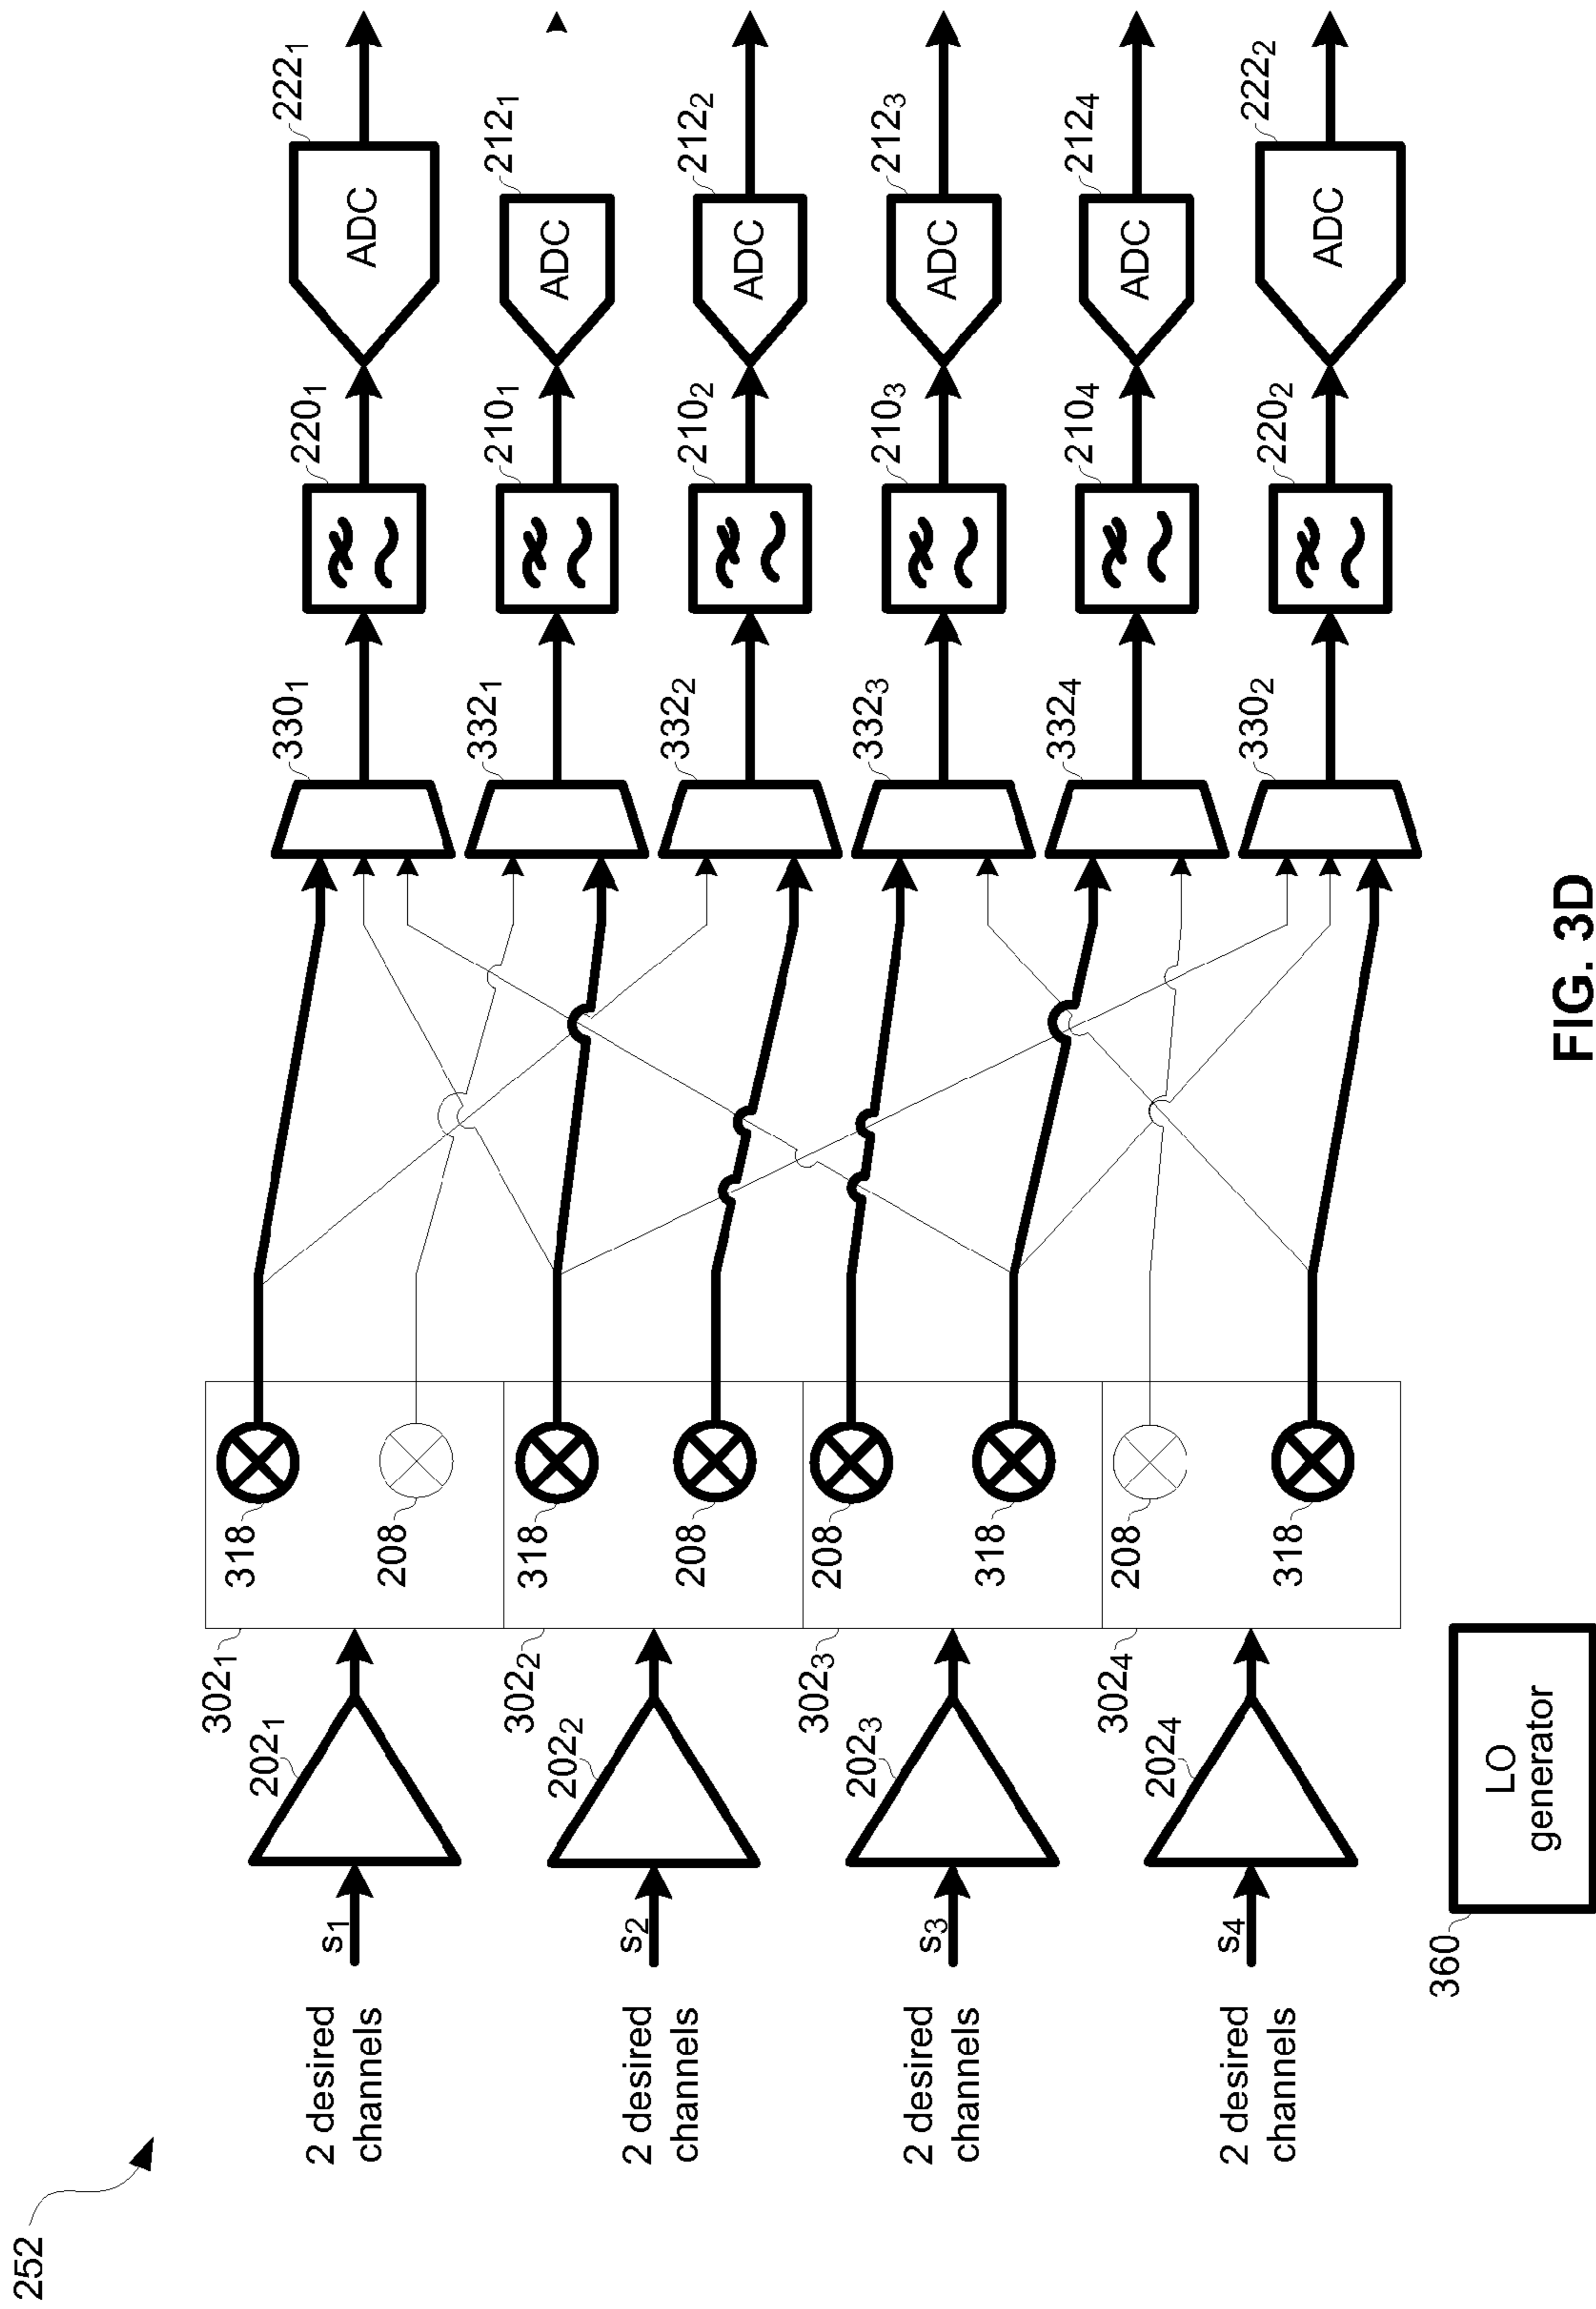 252
2 desired
channels
2 desired
channels
2 desired
channels
2 desired
channels
s1
s2
s3
s4
202₁
202₂
202₃
202₄
302₁
302₂
302₃
302₄
318
208
318
208
208
318
208
318
330₁
332₁
332₂
332₃
332₄
330₂
220₁
210₁
210₂
210₃
210₄
220₂
222₁
212₁
212₂
212₃
212₄
222₂
ADC
ADC
ADC
ADC
ADC
ADC
360
LO
generator
FIG. 3D